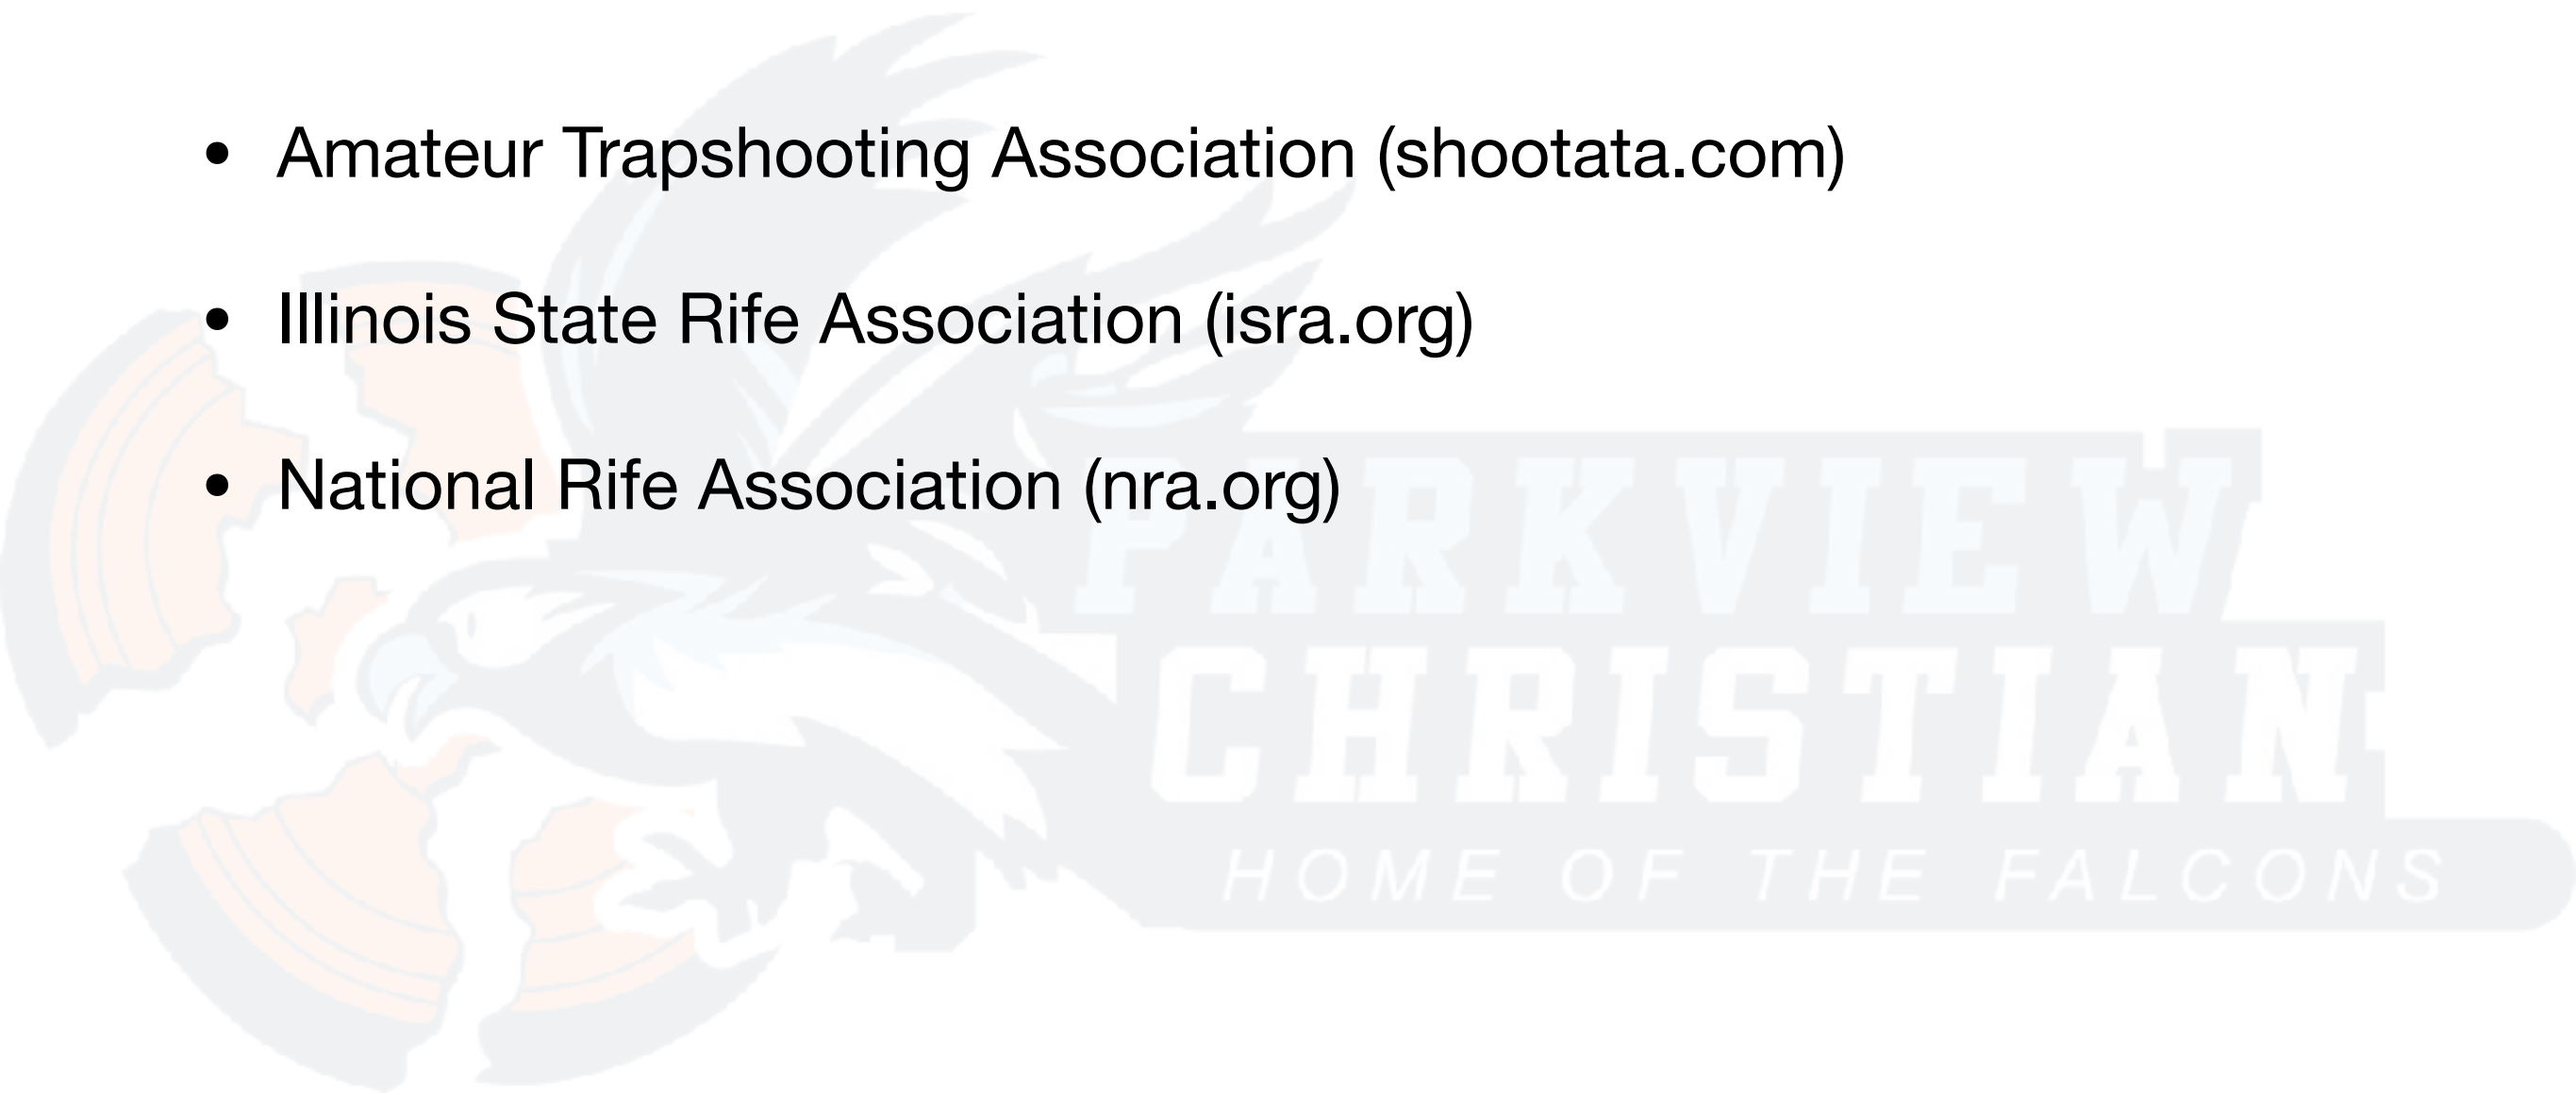 • Amateur Trapshooting Association (shootata.com)
• Illinois State Rife Association (isra.org)
• National Rife Association (nra.org)
PARKVIEW
CHRISTIAN
HOME OF THE FALCONS